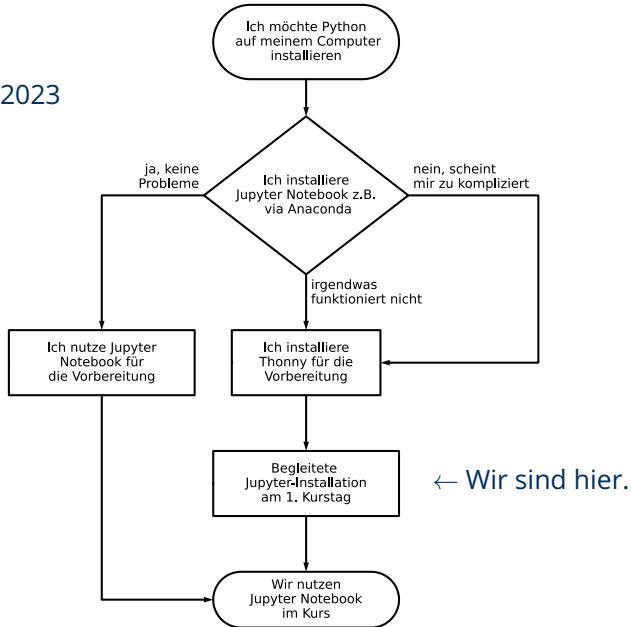 Ich möchte Python
auf meinem Computer
installieren
2023
ja, keine
Probleme
Ich installiere
Jupyter Notebook z.B.
via Anaconda
nein, scheint
mir zu kompliziert
irgendwas
funktioniert nicht
Ich nutze Jupyter
Notebook für
die Vorbereitung
Ich installiere
Thonny für die
Vorbereitung
Begleitete
Jupyter-Installation
am 1. Kurstag
← Wir sind hier.
Wir nutzen
Jupyter Notebook
im Kurs